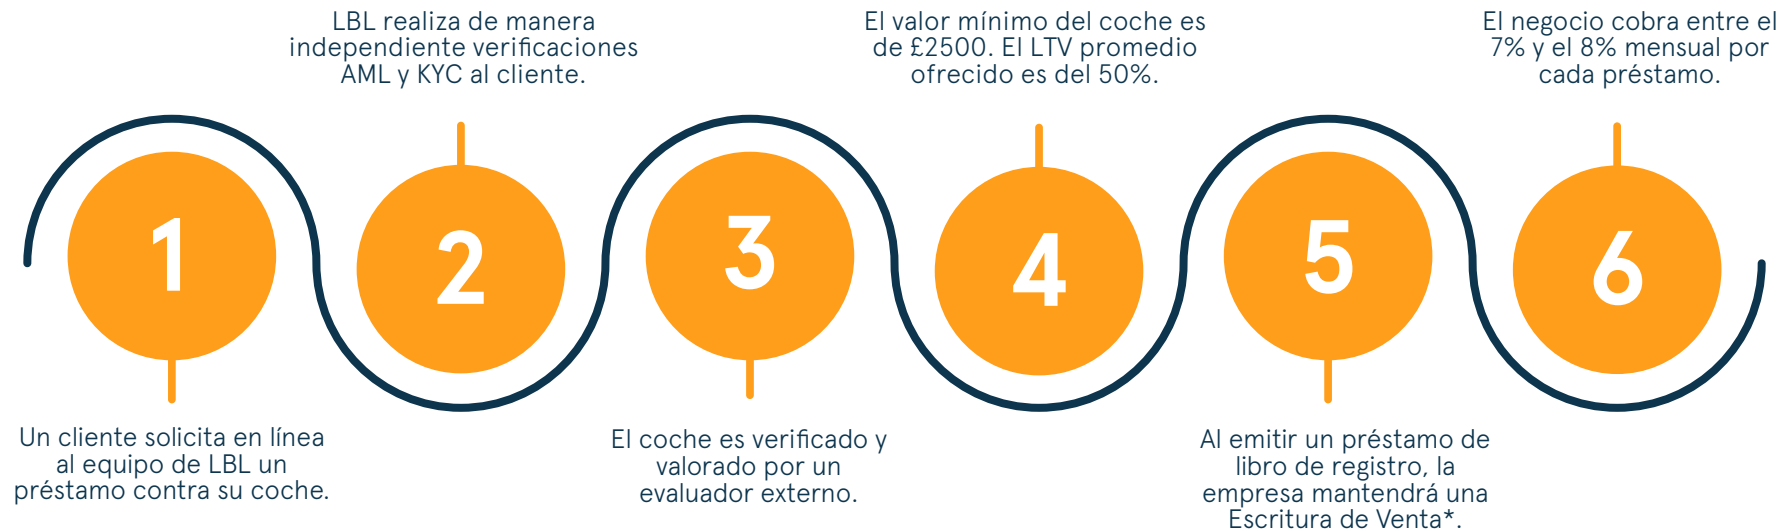 1
Un cliente solicita en línea
al equipo de LBL un
préstamo contra su coche.
LBL realiza de manera
independiente verificaciones
AML y KYC al cliente.
2
3
El coche es verificado y
valorado por un
evaluador externo.
El valor mínimo del coche es
de £2500. El LTV promedio
ofrecido es del 50%.
4
5
Al emitir un préstamo de
libro de registro, la
empresa mantendrá una
Escritura de Venta*.
El negocio cobra entre el
7% y el 8% mensual por
cada préstamo.
6